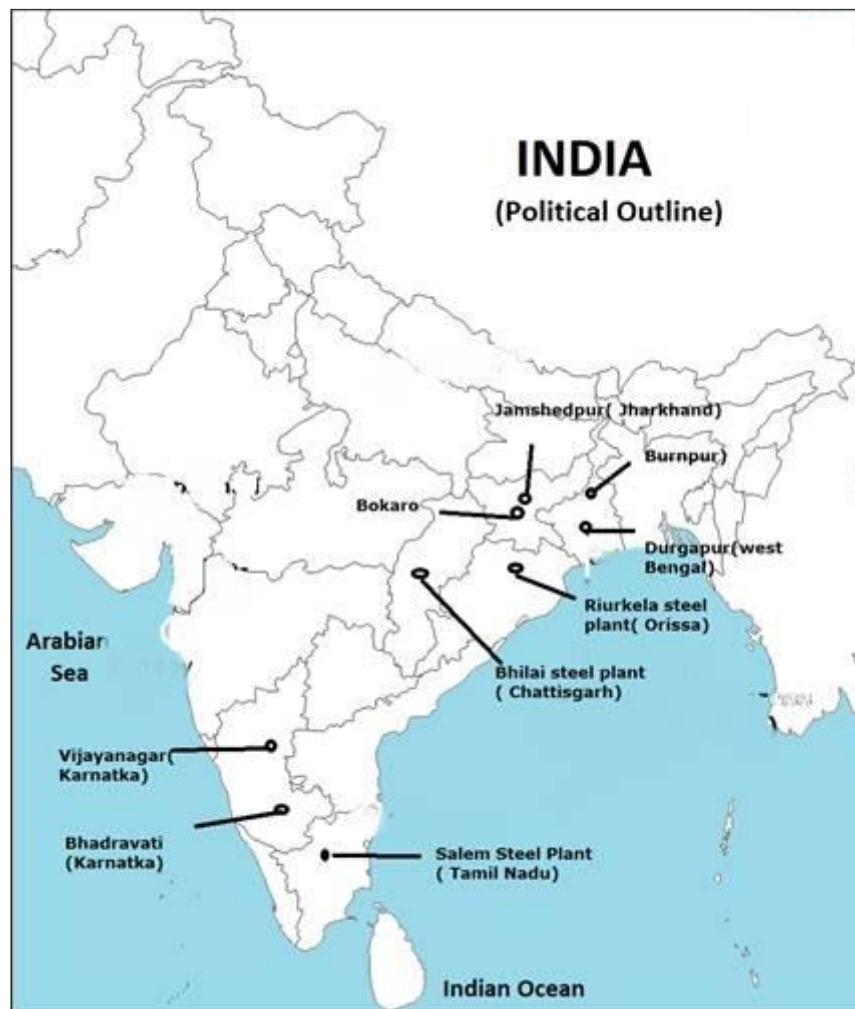 INDIA
(Political Outline)
Jamshedpur( Jharkhand)
Burnpur)
Bokaro
Durgapur(west
Bengal)
Riurkela steel
plant( Orissa)
Arabian
Sea
Bhilai steel plant
( Chattisgarh)
Vijayanagar(
Karnatka)
Bhadravati
(Karnatka)
Salem Steel Plant
( Tamil Nadu)
Indian Ocean